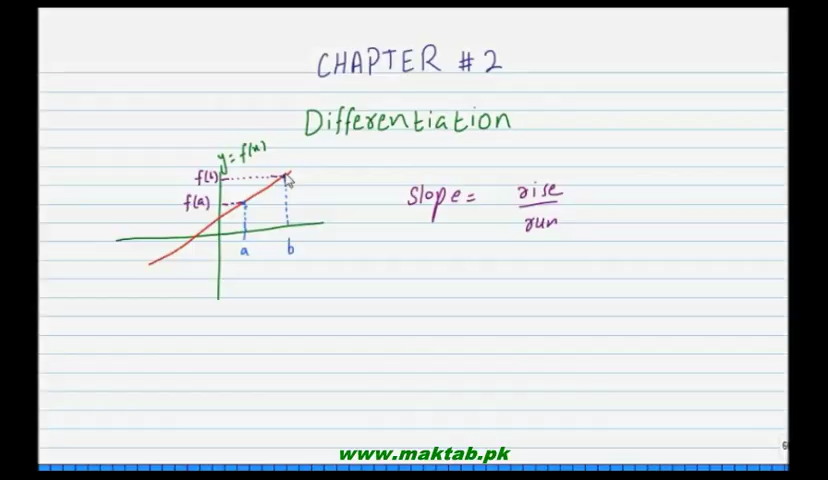 CHAPTER # 2
Differentiation
y = f(x)
f(b)
f(a)
a
b
slope = rise
run
www.maktab.pk